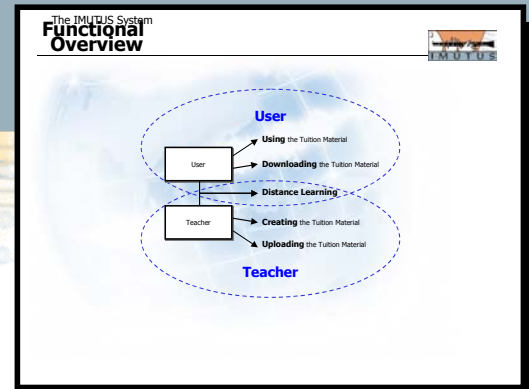 The IMUTUS System
Functional
Overview
IMUTUS
User
Using the Tuition Material
User
Downloading the Tuition Material
Distance Learning
Teacher
Creating the Tuition Material
Uploading the Tuition Material
Teacher